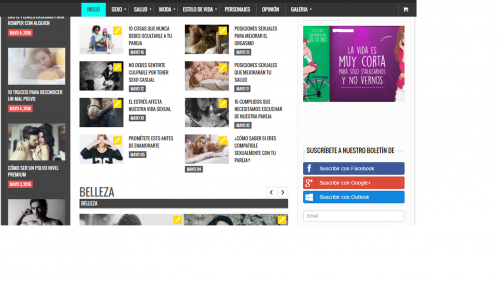 INICIO SEXO SALUD MODA ESTILO DE VIDA PERSONAJES OPINIÓN GALERIA
ROMPER CON ALGUIEN
MAYO 4, 2016
10 TRUCOS PARA RECONOCER
UN MAL POLVO
MAYO 4, 2016
CÓMO SER UN POLVO NIVEL
PREMIUM
MAYO 3, 2016
10 COSAS QUE NUNCA
DEBES OCULTARLE A TU
PAREJA
MAYO 13
POSICIONES SEXUALES
PARA MEJORAR EL
ORGASMO
MAYO 13
NO DEBES SENTIRTE
CULPABLE POR TENER
SEXO CASUAL
MAYO 12
POSICIONES SEXUALES
QUE MEJORARÁN TU
SALUD
MAYO 12
EL ESTRÉS AFECTA
NUESTRA VIDA SEXUAL
MAYO 10
15 CUMPLIDOS QUE
NECESITAMOS ESCUCHAR
DE NUESTRA PAREJA
MAYO 10
PROMÉTETE ESTO ANTES
DE ENAMORARTE
MAYO 05
¿CÓMO SABER SI ERES
COMPATIBLE
SEXUALMENTE CON TU
PAREJA?
MAYO 04
BELLEZA
BELLEZA
LA VIDA ES
MUY CORTA
PARA SOLO STALKEARNOS
Y NO VERNOS
SUSCRÍBETE A NUESTRO BOLETÍN DE
Suscribir con Facebook
Suscribir con Google+
Suscribir con Outlook
Email